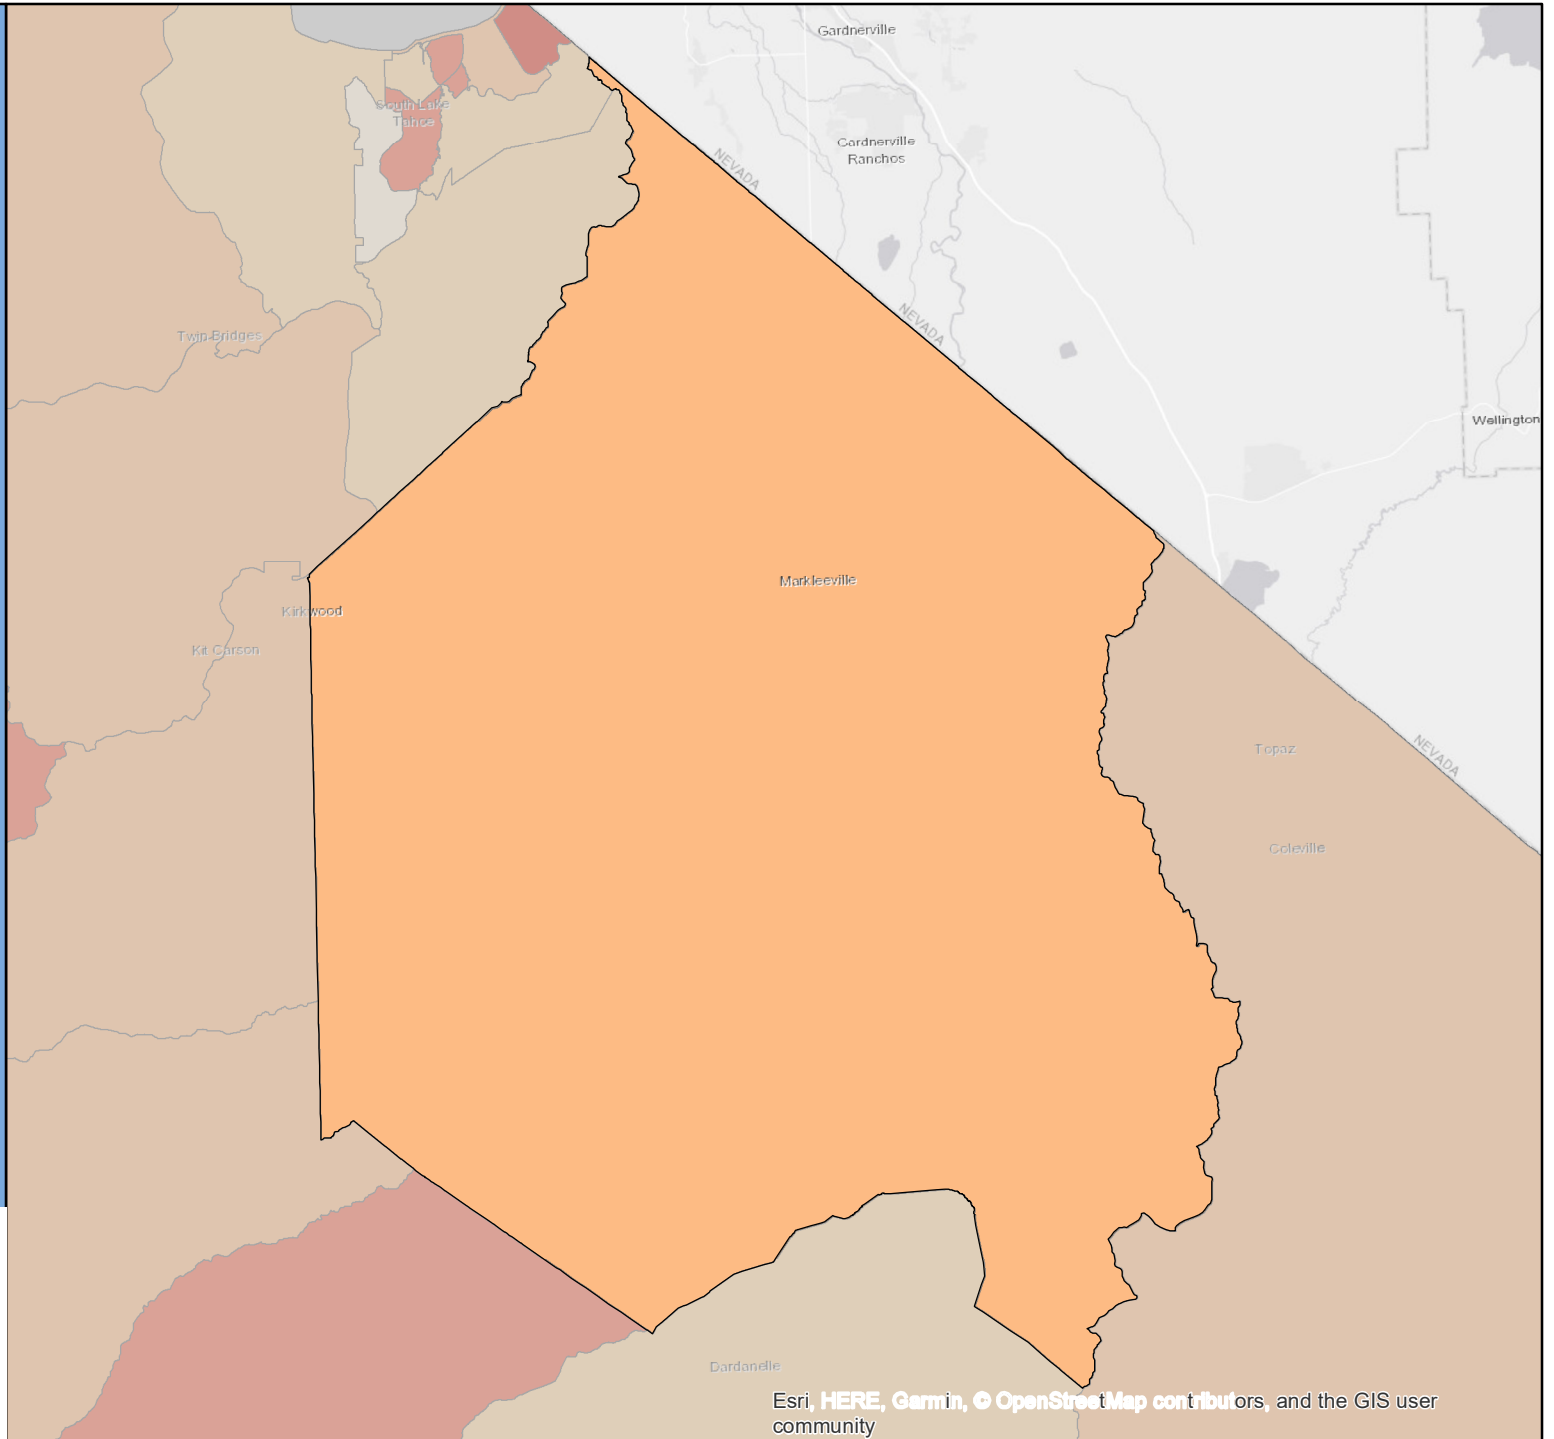 Gardnerville
South Lake
Tahoe
Gardnerville
Ranchos
NEVADA
NEVADA
Twin Bridges
Wellington
Markleeville
Kirkwood
Kit Carson
Topaz
NEVADA
Coleville
Dardanelle
Esri, HERE, Garmin, © OpenStreetMap contributors, and the GIS user
community